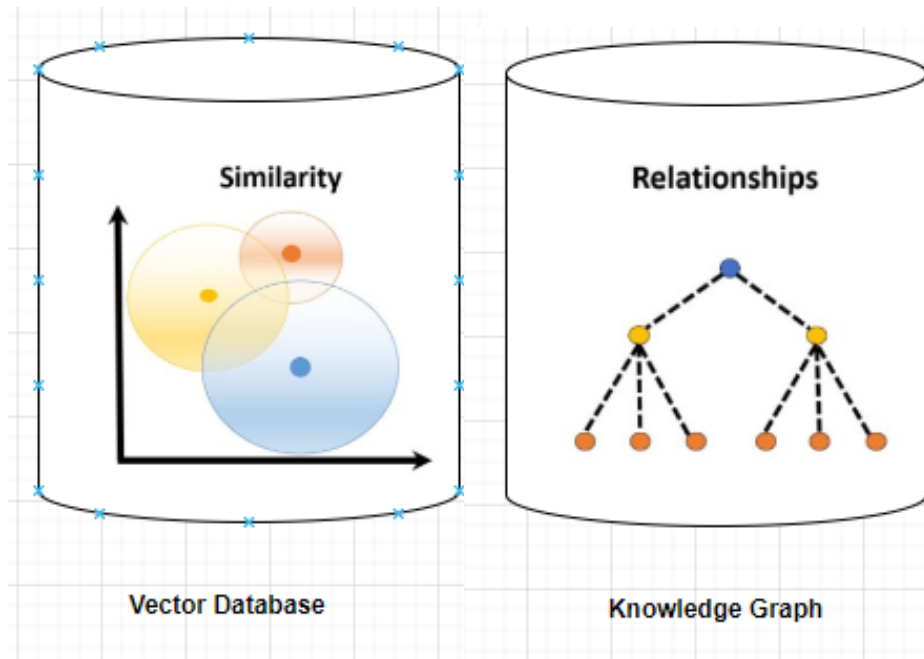 Similarity
Relationships
Vector Database
Knowledge Graph